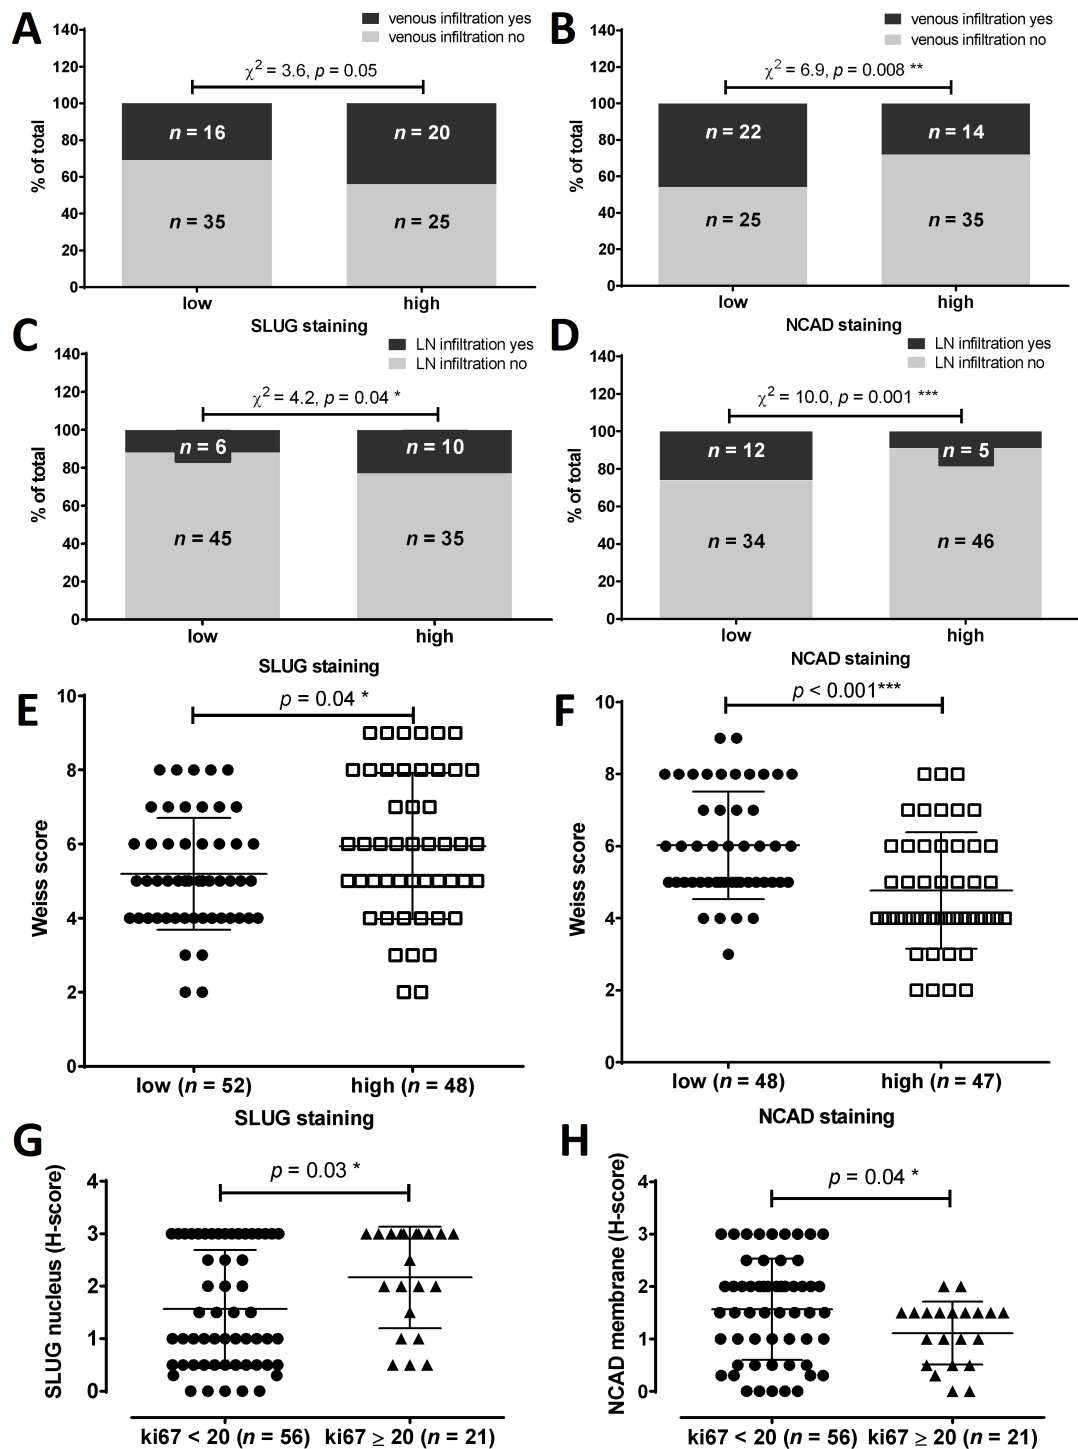 A
venous infiltration yes
venous infiltration no
χ² = 3.6, p = 0.05
140
120
100
80
60
40
20
0
% of total
n = 16
n = 20
n = 35
n = 25
low
high
SLUG staining
B
venous infiltration yes
venous infiltration no
χ² = 6.9, p = 0.008 **
140
120
100
80
60
40
20
0
% of total
n = 22
n = 14
n = 25
n = 35
low
high
NCAD staining
C
LN infiltration yes
LN infiltration no
χ² = 4.2, p = 0.04 *
140
120
100
80
60
40
20
0
% of total
n = 6
n = 10
n = 45
n = 35
low
high
SLUG staining
D
LN infiltration yes
LN infiltration no
χ² = 10.0, p = 0.001 ***
140
120
100
80
60
40
20
0
% of total
n = 12
n = 5
n = 34
n = 46
low
high
NCAD staining
E
p = 0.04 *
10
8
6
4
2
0
Weiss score
low (n = 52)
high (n = 48)
SLUG staining
F
p < 0.001***
10
8
6
4
2
0
Weiss score
low (n = 48)
high (n = 47)
NCAD staining
G
p = 0.03 *
4
3
2
1
0
SLUG nucleus (H-score)
ki67 < 20 (n = 56)
ki67 ≥ 20 (n = 21)
H
p = 0.04 *
4
3
2
1
0
NCAD membrane (H-score)
ki67 < 20 (n = 56)
ki67 ≥ 20 (n = 21)